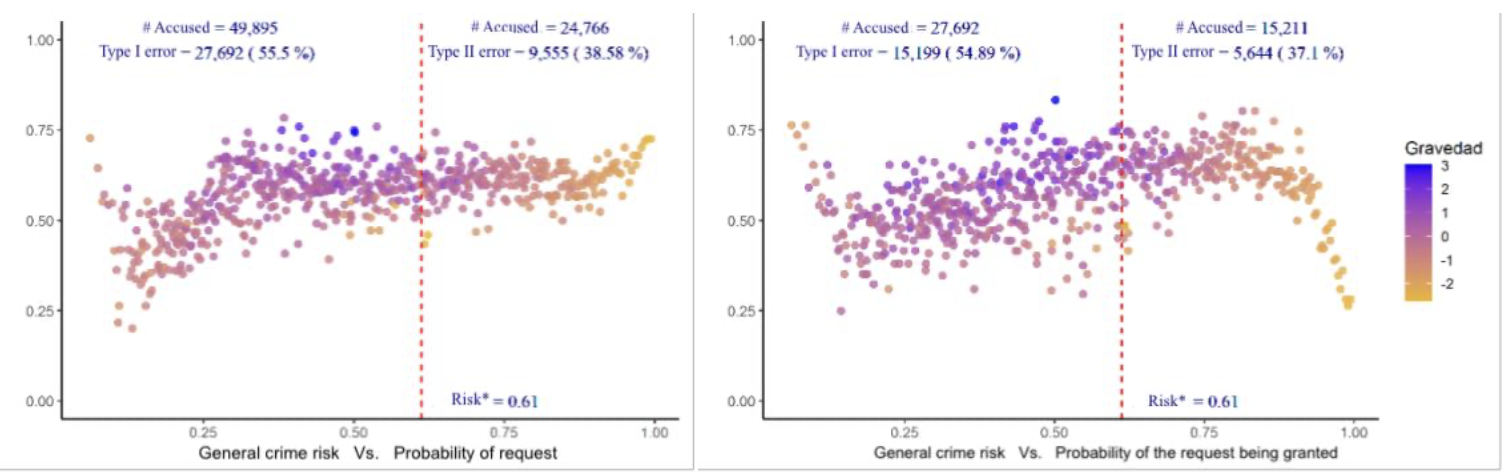 # Accused = 49,895
Type I error – 27,692 ( 55.5 %)
# Accused = 24,766
Type II error – 9,555 ( 38.58 %)
1.00
0.75
0.50
0.25
0.00
Risk* = 0.61
0.25 0.50 0.75 1.00
General crime risk Vs. Probability of request
# Accused = 27,692
Type I error – 15,199 ( 54.89 %)
# Accused = 15,211
Type II error – 5,644 ( 37.1 %)
1.00
0.75
0.50
0.25
0.00
Risk* = 0.61
0.25 0.50 0.75 1.00
General crime risk Vs. Probability of the request being granted
Gravedad
3
2
1
0
-1
-2